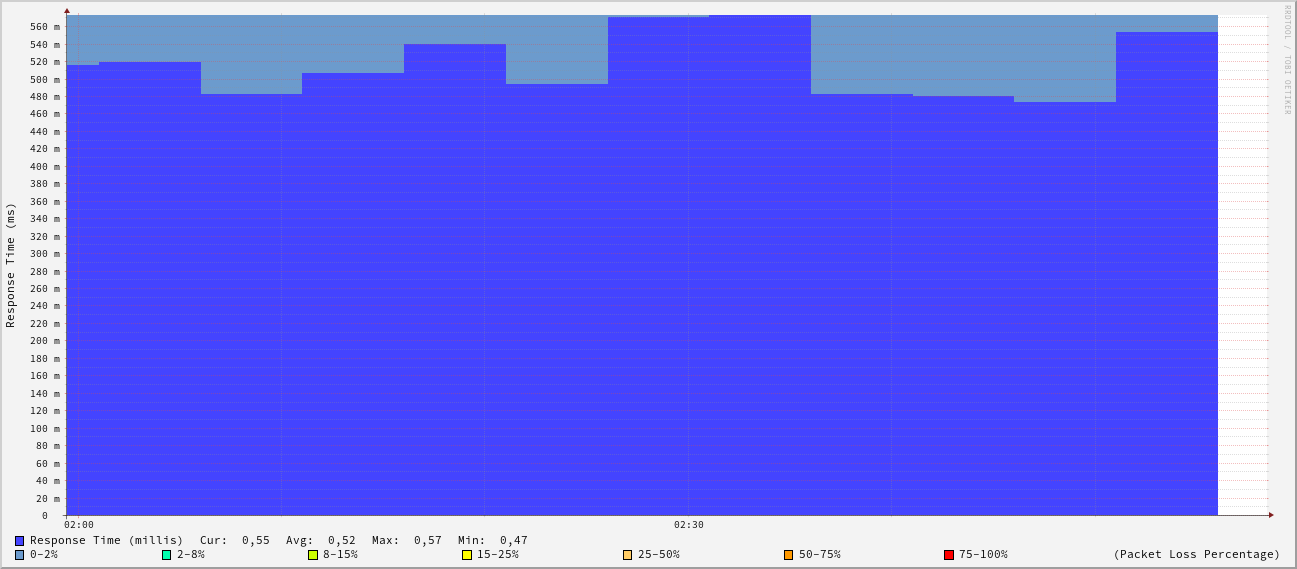 RRDTOOL / TOBI OETIKER
Response Time (ms)
560 m
540 m
520 m
500 m
480 m
460 m
440 m
420 m
400 m
380 m
360 m
340 m
320 m
300 m
280 m
260 m
240 m
220 m
200 m
180 m
160 m
140 m
120 m
100 m
80 m
60 m
40 m
20 m
0
02:00 02:30
Response Time (millis) Cur: 0,55 Avg: 0,52 Max: 0,57 Min: 0,47
0-2% 2-8% 8-15% 15-25% 25-50% 50-75% 75-100% (Packet Loss Percentage)